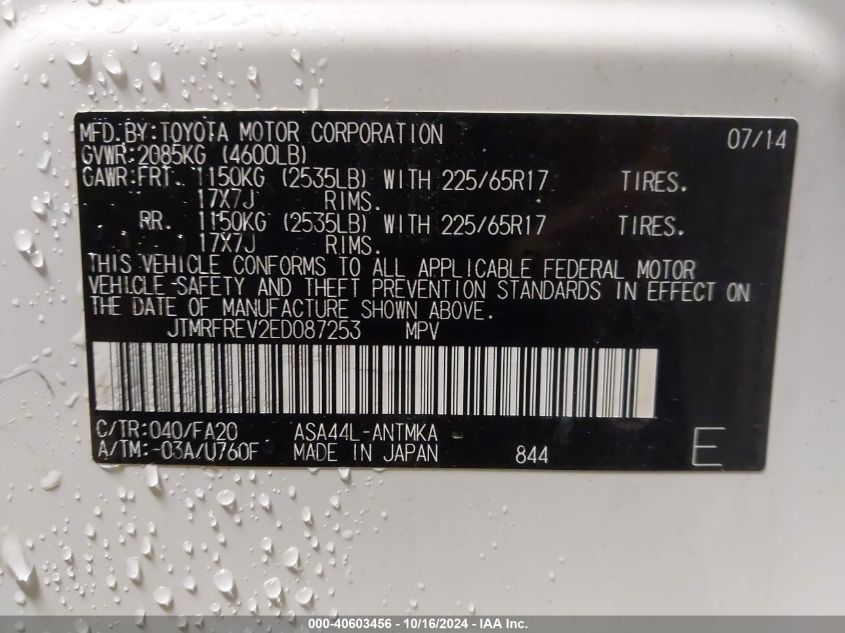 MFD.BY:TOYOTA MOTOR CORPORATION 07/14
GVWR:2085KG (4600LB)
GAWR:FRT. 1150KG (2535LB) WITH 225/65R17 TIRES.
17X7J RIMS.
RR. 1150KG (2535LB) WITH 225/65R17 TIRES.
17X7J RIMS.
THIS VEHICLE CONFORMS TO ALL APPLICABLE FEDERAL MOTOR
VEHICLE-SAFETY AND THEFT PREVENTION STANDARDS IN EFFECT ON
THE DATE OF MANUFACTURE SHOWN ABOVE.
JTMRFREV2ED087253 MPV
C/TR:040/FA20 ASA44L-ANTMKA
A/TM:-03A/U760F MADE IN JAPAN 844 E
000-40603456 - 10/16/2024 - IAA Inc.